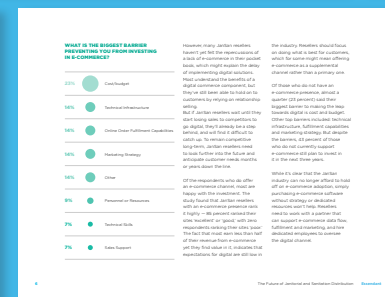 WHAT IS THE BIGGEST BARRIER
PREVENTING YOU FROM INVESTING
IN E-COMMERCE?
23% Cost/budget
16% Technical Infrastructure
16% Online Order Fulfillment Capabilities
16% Marketing Strategy
16% Other
9% Personnel or Resources
7% Technical Skills
7% Sales Support
However, many JanSan resellers
haven't yet felt the repercussions of
a lack of e-commerce in their pocket
book, which might explain the delay
of implementing digital solutions.
Most understand the benefits of a
digital commerce component, but
they've still been able to hold on to
customers by relying on relationship
selling.
But if JanSan resellers wait until they
start losing sales to competitors to
go digital, they'll already be a step
behind, and will find it difficult to
catch up. To remain competitive
long-term, JanSan resellers need
to look further into the future and
anticipate customer needs months
or years down the line.
Of the respondents who do offer
an e-commerce channel, most are
happy with the investment. The
study found that JanSan resellers
with an e-commerce presence rank
it highly — 86 percent ranked their
sites 'excellent' or 'good,' with zero
respondents ranking their sites 'poor.'
The fact that most earn less than half
of their revenue from e-commerce
yet they find value in it, indicates that
expectations for digital are still low in
the industry. Resellers should focus
on doing what is best for customers,
which for some might mean offering
e-commerce as a supplemental
channel rather than a primary one.
Of those who do not have an
e-commerce presence, almost a
quarter (23 percent) said their
biggest barrier to making the leap
towards digital is cost and budget.
Other top barriers included: technical
infrastructure, fulfillment capabilities
and marketing strategy. But despite
the barriers, 43 percent of those
who do not currently support
e-commerce still plan to invest in
it in the next three years.
While it's clear that the JanSan
industry can no longer afford to hold
off on e-commerce adoption, simply
purchasing e-commerce software
without strategy or dedicated
resources won't help. Resellers
need to work with a partner that
can support e-commerce data flow,
fulfillment and marketing, and hire
dedicated employees to oversee
the digital channel.
The Future of Janitorial and Sanitation Distribution